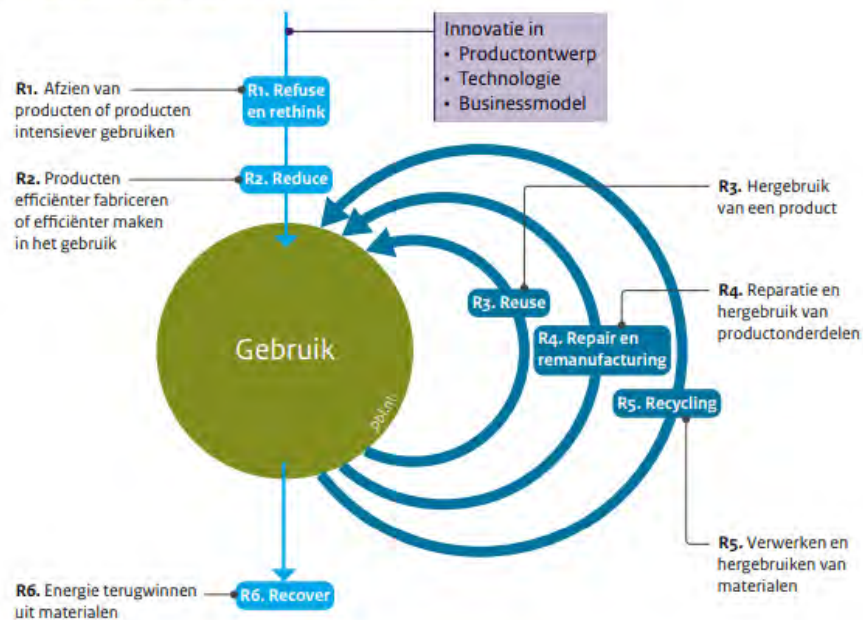 Innovatie in
• Productontwerp
• Technologie
• Businessmodel
R1. Afzien van
producten of producten
intensiever gebruiken
R1. Refuse
en rethink
R2. Producten
efficiënter fabriceren
of efficiënter maken
in het gebruik
R2. Reduce
R3. Hergebruik
van een product
R3. Reuse
R4. Reparatie en
hergebruik van
productonderdelen
R4. Repair en
remanufacturing
Gebruik
pbl.nl
R5. Recycling
R5. Verwerken en
hergebruiken van
materialen
R6. Energie terugwinnen
uit materialen
R6. Recover